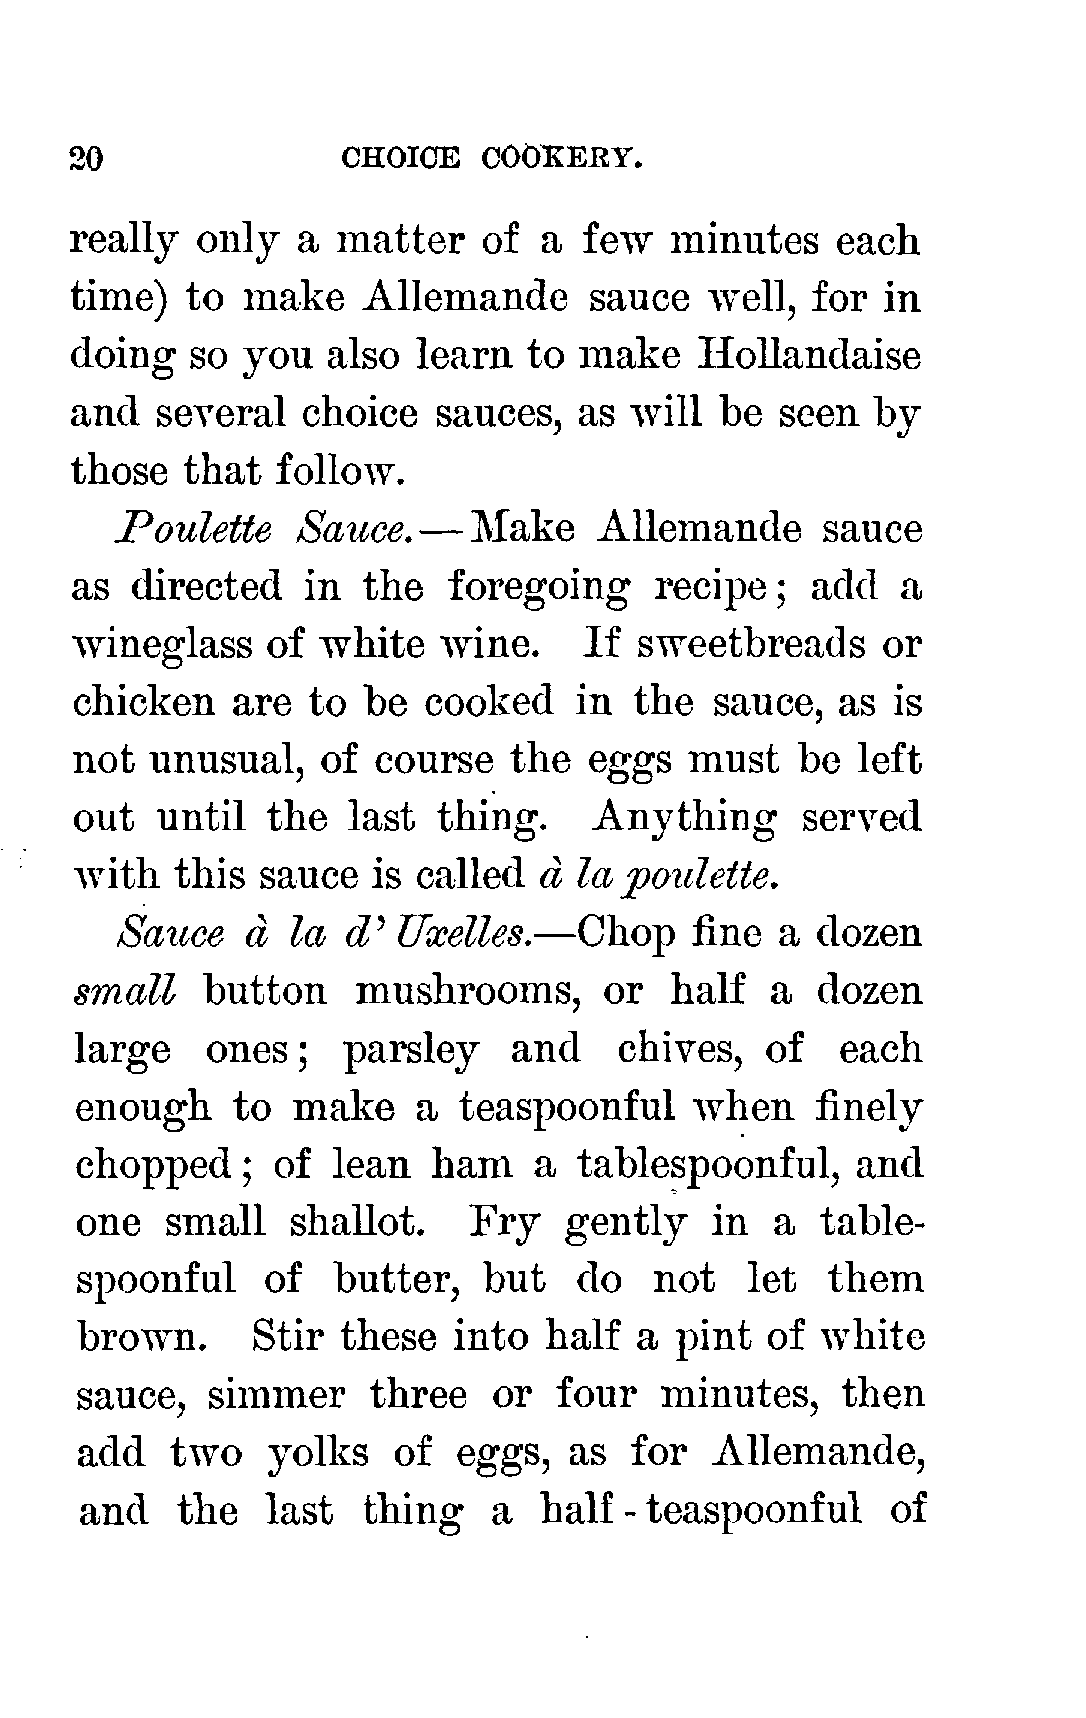 20 CHOICE COOKERY.
really only a matter of a few minutes each
time) to make Allemande sauce well, for in
doing so you also learn to make Hollandaise
and several choice sauces, as will be seen by
those that follow.
Poulette Sauce.—Make Allemande sauce
as directed in the foregoing recipe; add a
wineglass of white wine. If sweetbreads or
chicken are to be cooked in the sauce, as is
not unusual, of course the eggs must be left
out until the last thing. Anything served
with this sauce is called à la poulette.
Sauce à la d' Uxelles.—Chop fine a dozen
small button mushrooms, or half a dozen
large ones; parsley and chives, of each
enough to make a teaspoonful when finely
chopped; of lean ham a tablespoonful, and
one small shallot. Fry gently in a table-
spoonful of butter, but do not let them
brown. Stir these into half a pint of white
sauce, simmer three or four minutes, then
add two yolks of eggs, as for Allemande,
and the last thing a half-teaspoonful of